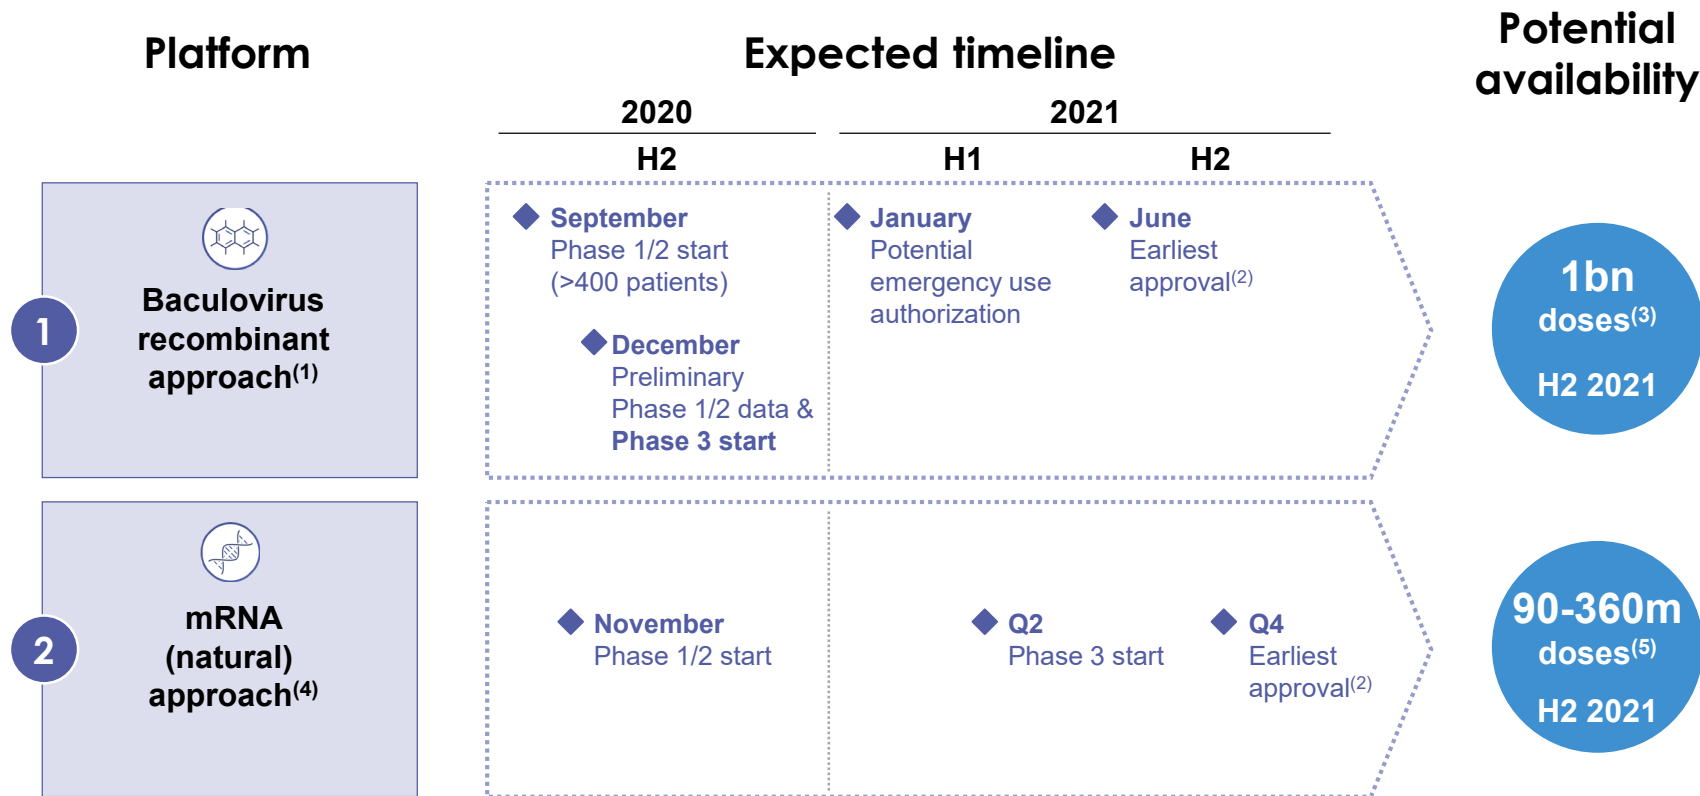 Platform
Expected timeline
Potential
availability
2020
2021
H2
H1
H2
1
Baculovirus
recombinant
approach(1)
September
Phase 1/2 start
(>400 patients)
December
Preliminary
Phase 1/2 data &
Phase 3 start
January
Potential
emergency use
authorization
June
Earliest
approval(2)
1bn
doses(3)
H2 2021
2
mRNA
(natural)
approach(4)
November
Phase 1/2 start
Q2
Phase 3 start
Q4
Earliest
approval(2)
90-360m
doses(5)
H2 2021